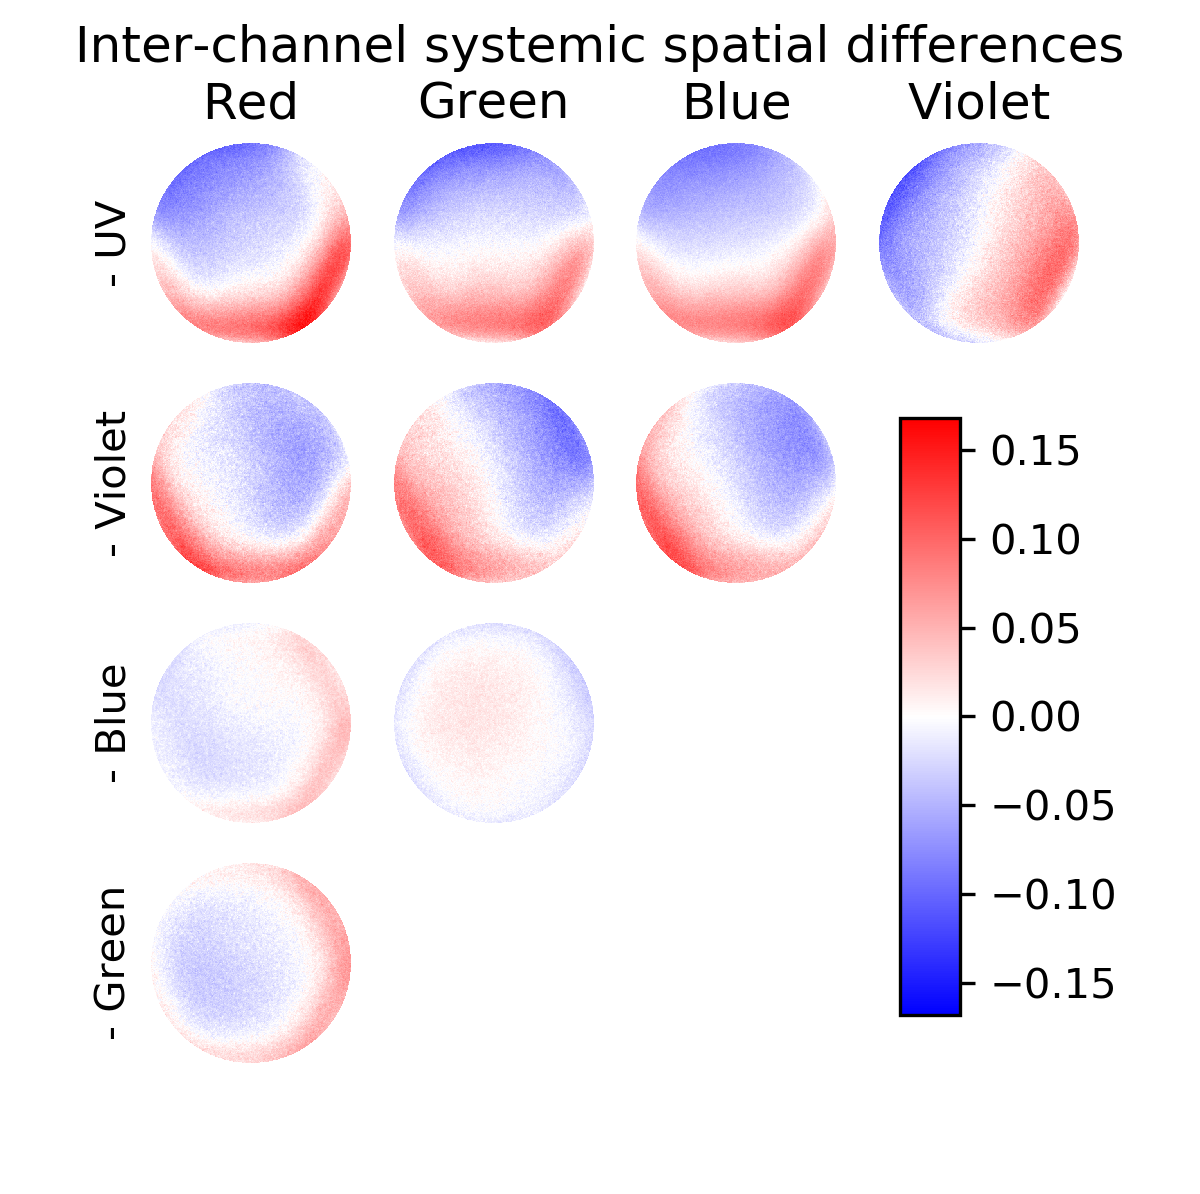 Inter-channel systemic spatial differences
Red Green Blue Violet
- UV
- Violet
- Blue
- Green
0.15
0.10
0.05
0.00
−0.05
−0.10
−0.15